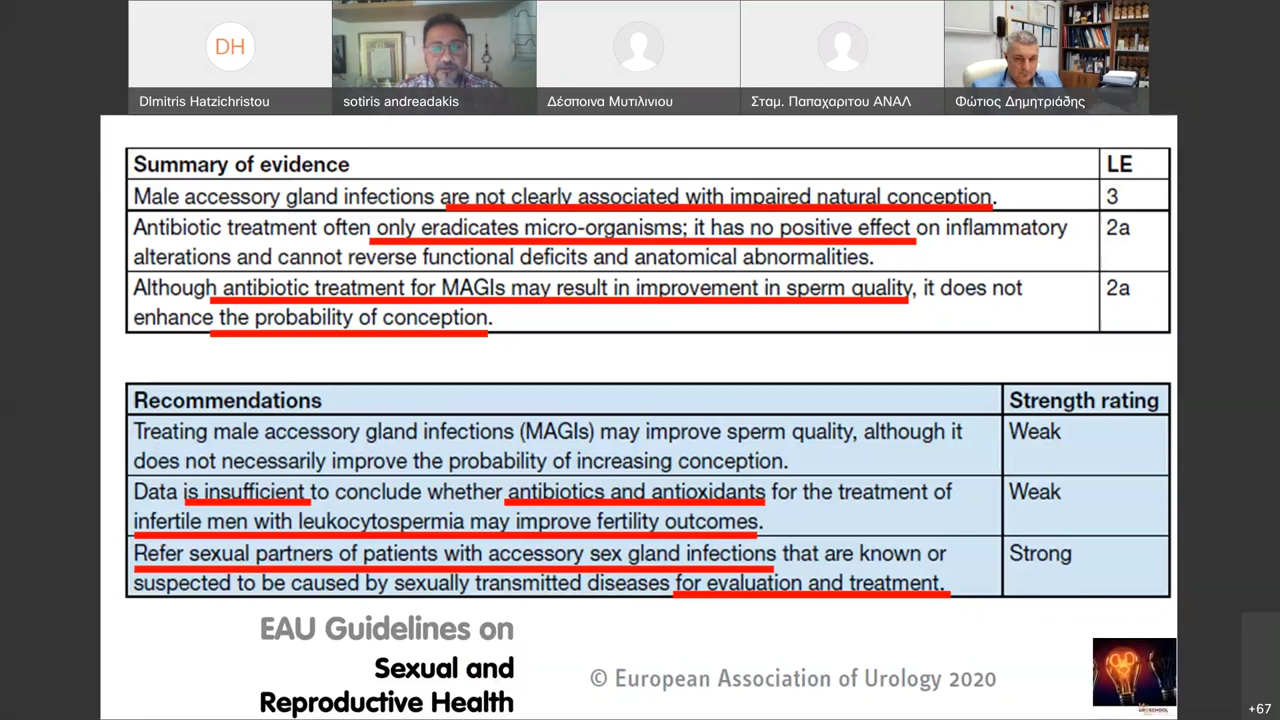 DH
DImitris Hatzichristou
sotiris andreadakis
Δέσποινα Μυτιλινιου
Σταμ. Παπαχαριτου ΑΝΑΛ
Φώτιος Δημητριάδης
Summary of evidence LE
Male accessory gland infections are not clearly associated with impaired natural conception. 3
Antibiotic treatment often only eradicates micro-organisms; it has no positive effect on inflammatory 2a
alterations and cannot reverse functional deficits and anatomical abnormalities.
Although antibiotic treatment for MAGIs may result in improvement in sperm quality, it does not 2a
enhance the probability of conception.
Recommendations Strength rating
Treating male accessory gland infections (MAGIs) may improve sperm quality, although it Weak
does not necessarily improve the probability of increasing conception.
Data is insufficient to conclude whether antibiotics and antioxidants for the treatment of Weak
infertile men with leukocytospermia may improve fertility outcomes.
Refer sexual partners of patients with accessory sex gland infections that are known or Strong
suspected to be caused by sexually transmitted diseases for evaluation and treatment.
EAU Guidelines on
Sexual and
Reproductive Health
© European Association of Urology 2020
+67